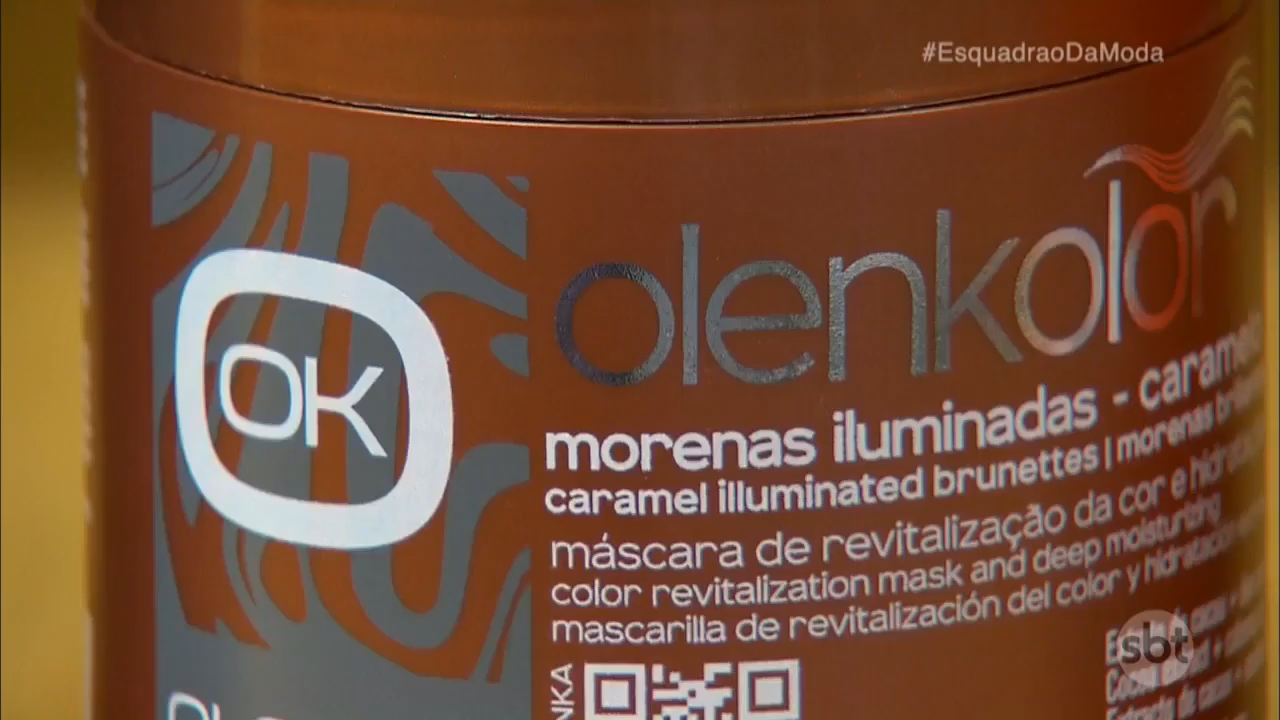 #EsquadraoDaModa
OK
olenkolor
morenas iluminadas - caramelo
caramel illuminated brunettes | morenas
máscara de revitalização da cor e
color revitalization mask and deep moisturizing
mascarilla de revitalización del color y
sbt